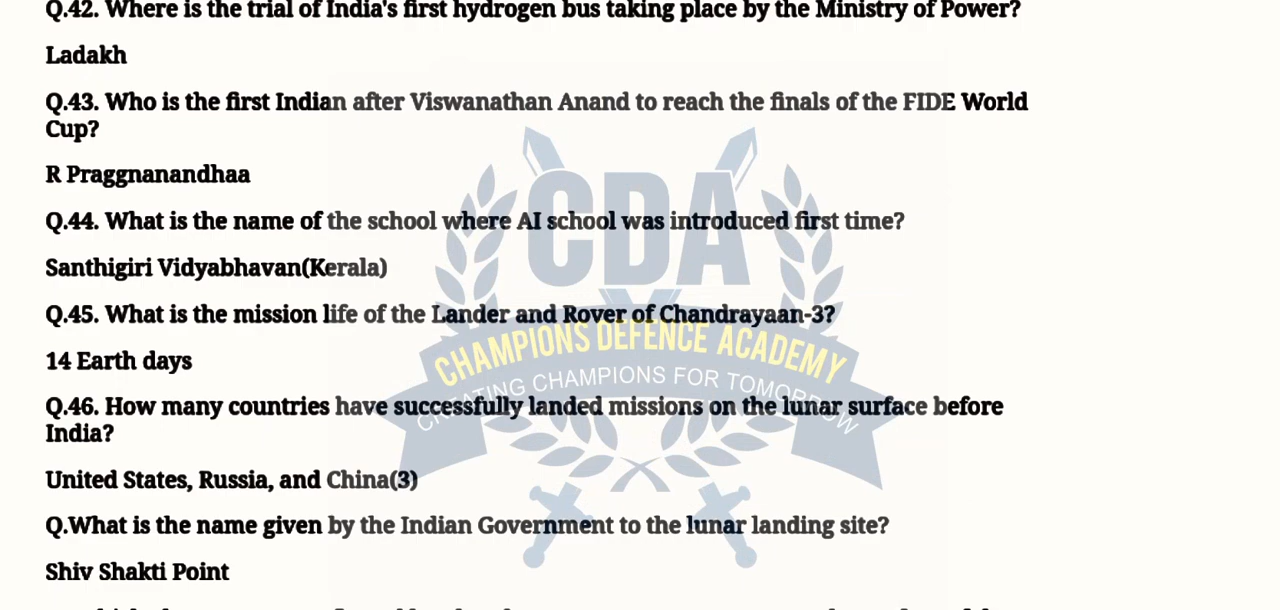 Q.42. Where is the trial of India's first hydrogen bus taking place by the Ministry of Power?
Ladakh
Q.43. Who is the first Indian after Viswanathan Anand to reach the finals of the FIDE World
Cup?
R Praggnanandhaa
CDA
Q.44. What is the name of the school where AI school was introduced first time?
Santhigiri Vidyabhavan(Kerala)
Q.45. What is the mission life of the Lander and Rover of Chandrayaan-3?
CHAMPIONS DEFENCE ACADEMY
14 Earth days
CREATING CHAMPIONS FOR TOMORROW
Q.46. How many countries have successfully landed missions on the lunar surface before
India?
United States, Russia, and China(3)
Q.What is the name given by the Indian Government to the lunar landing site?
Shiv Shakti Point